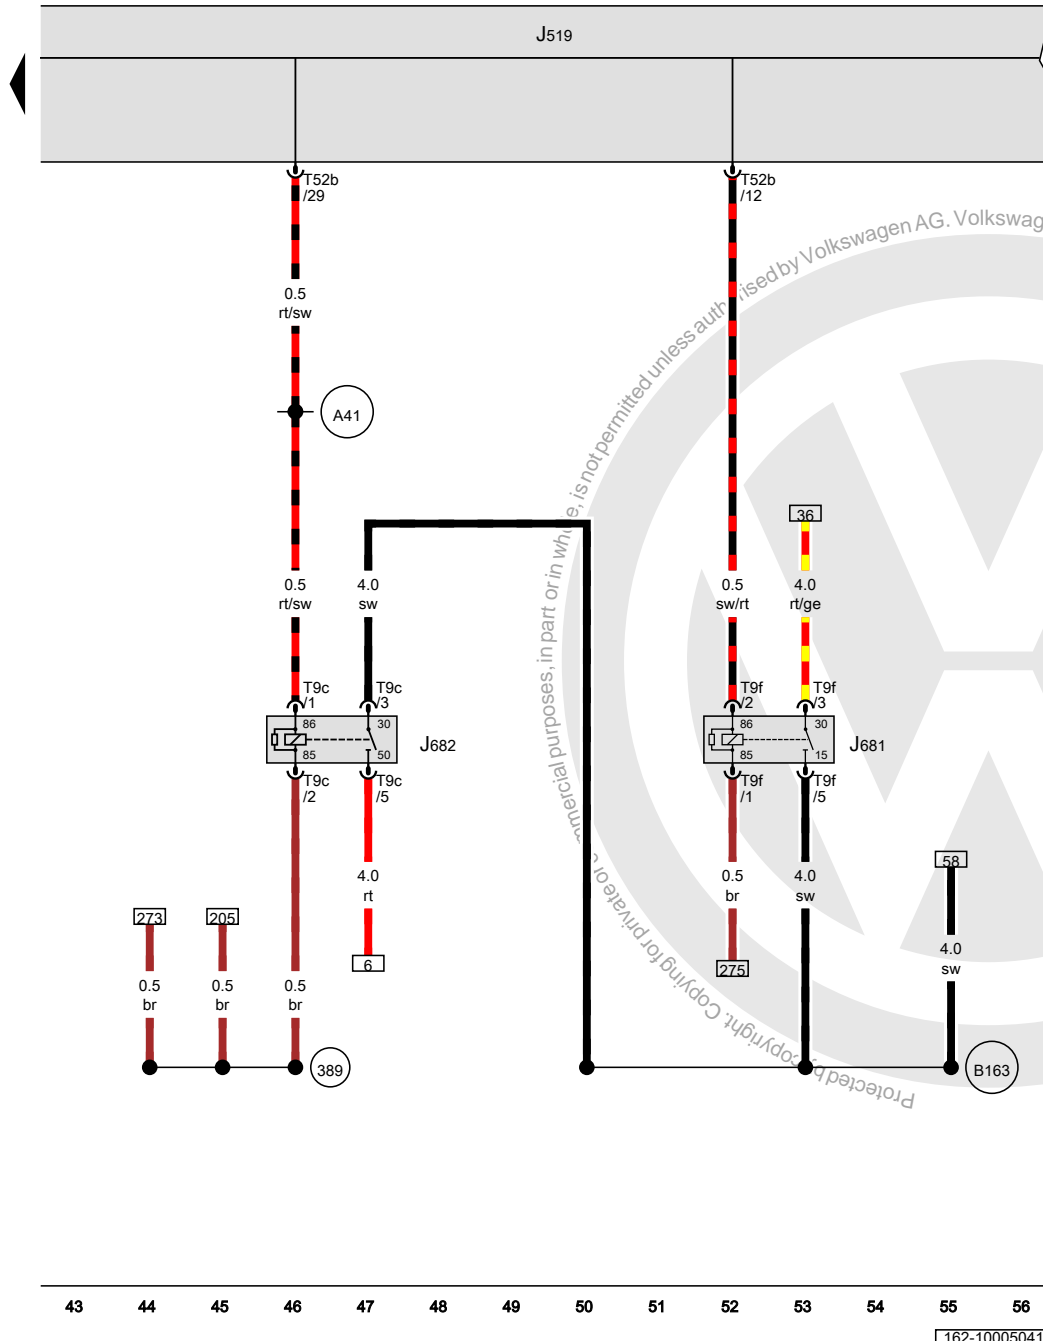 J519
T52b
/29
T52b
/12
0.5
rt/sw
A41
36
0.5
rt/sw
4.0
sw
0.5
sw/rt
4.0
rt/ge
T9c
/1
T9c
/3
T9f
/2
T9f
/3
86
30
85
50
J682
86
30
85
15
J681
T9c
/2
T9c
/5
T9f
/1
T9f
/5
4.0
rt
0.5
br
4.0
sw
58
273
205
6
275
4.0
sw
0.5
br
0.5
br
0.5
br
389
B163
Protected by copyright. Copying for private or commercial purposes, in part or in whole, is not permitted unless authorised by Volkswagen AG. Volkswag
43 44 45 46 47 48 49 50 51 52 53 54 55 56
162-10005041